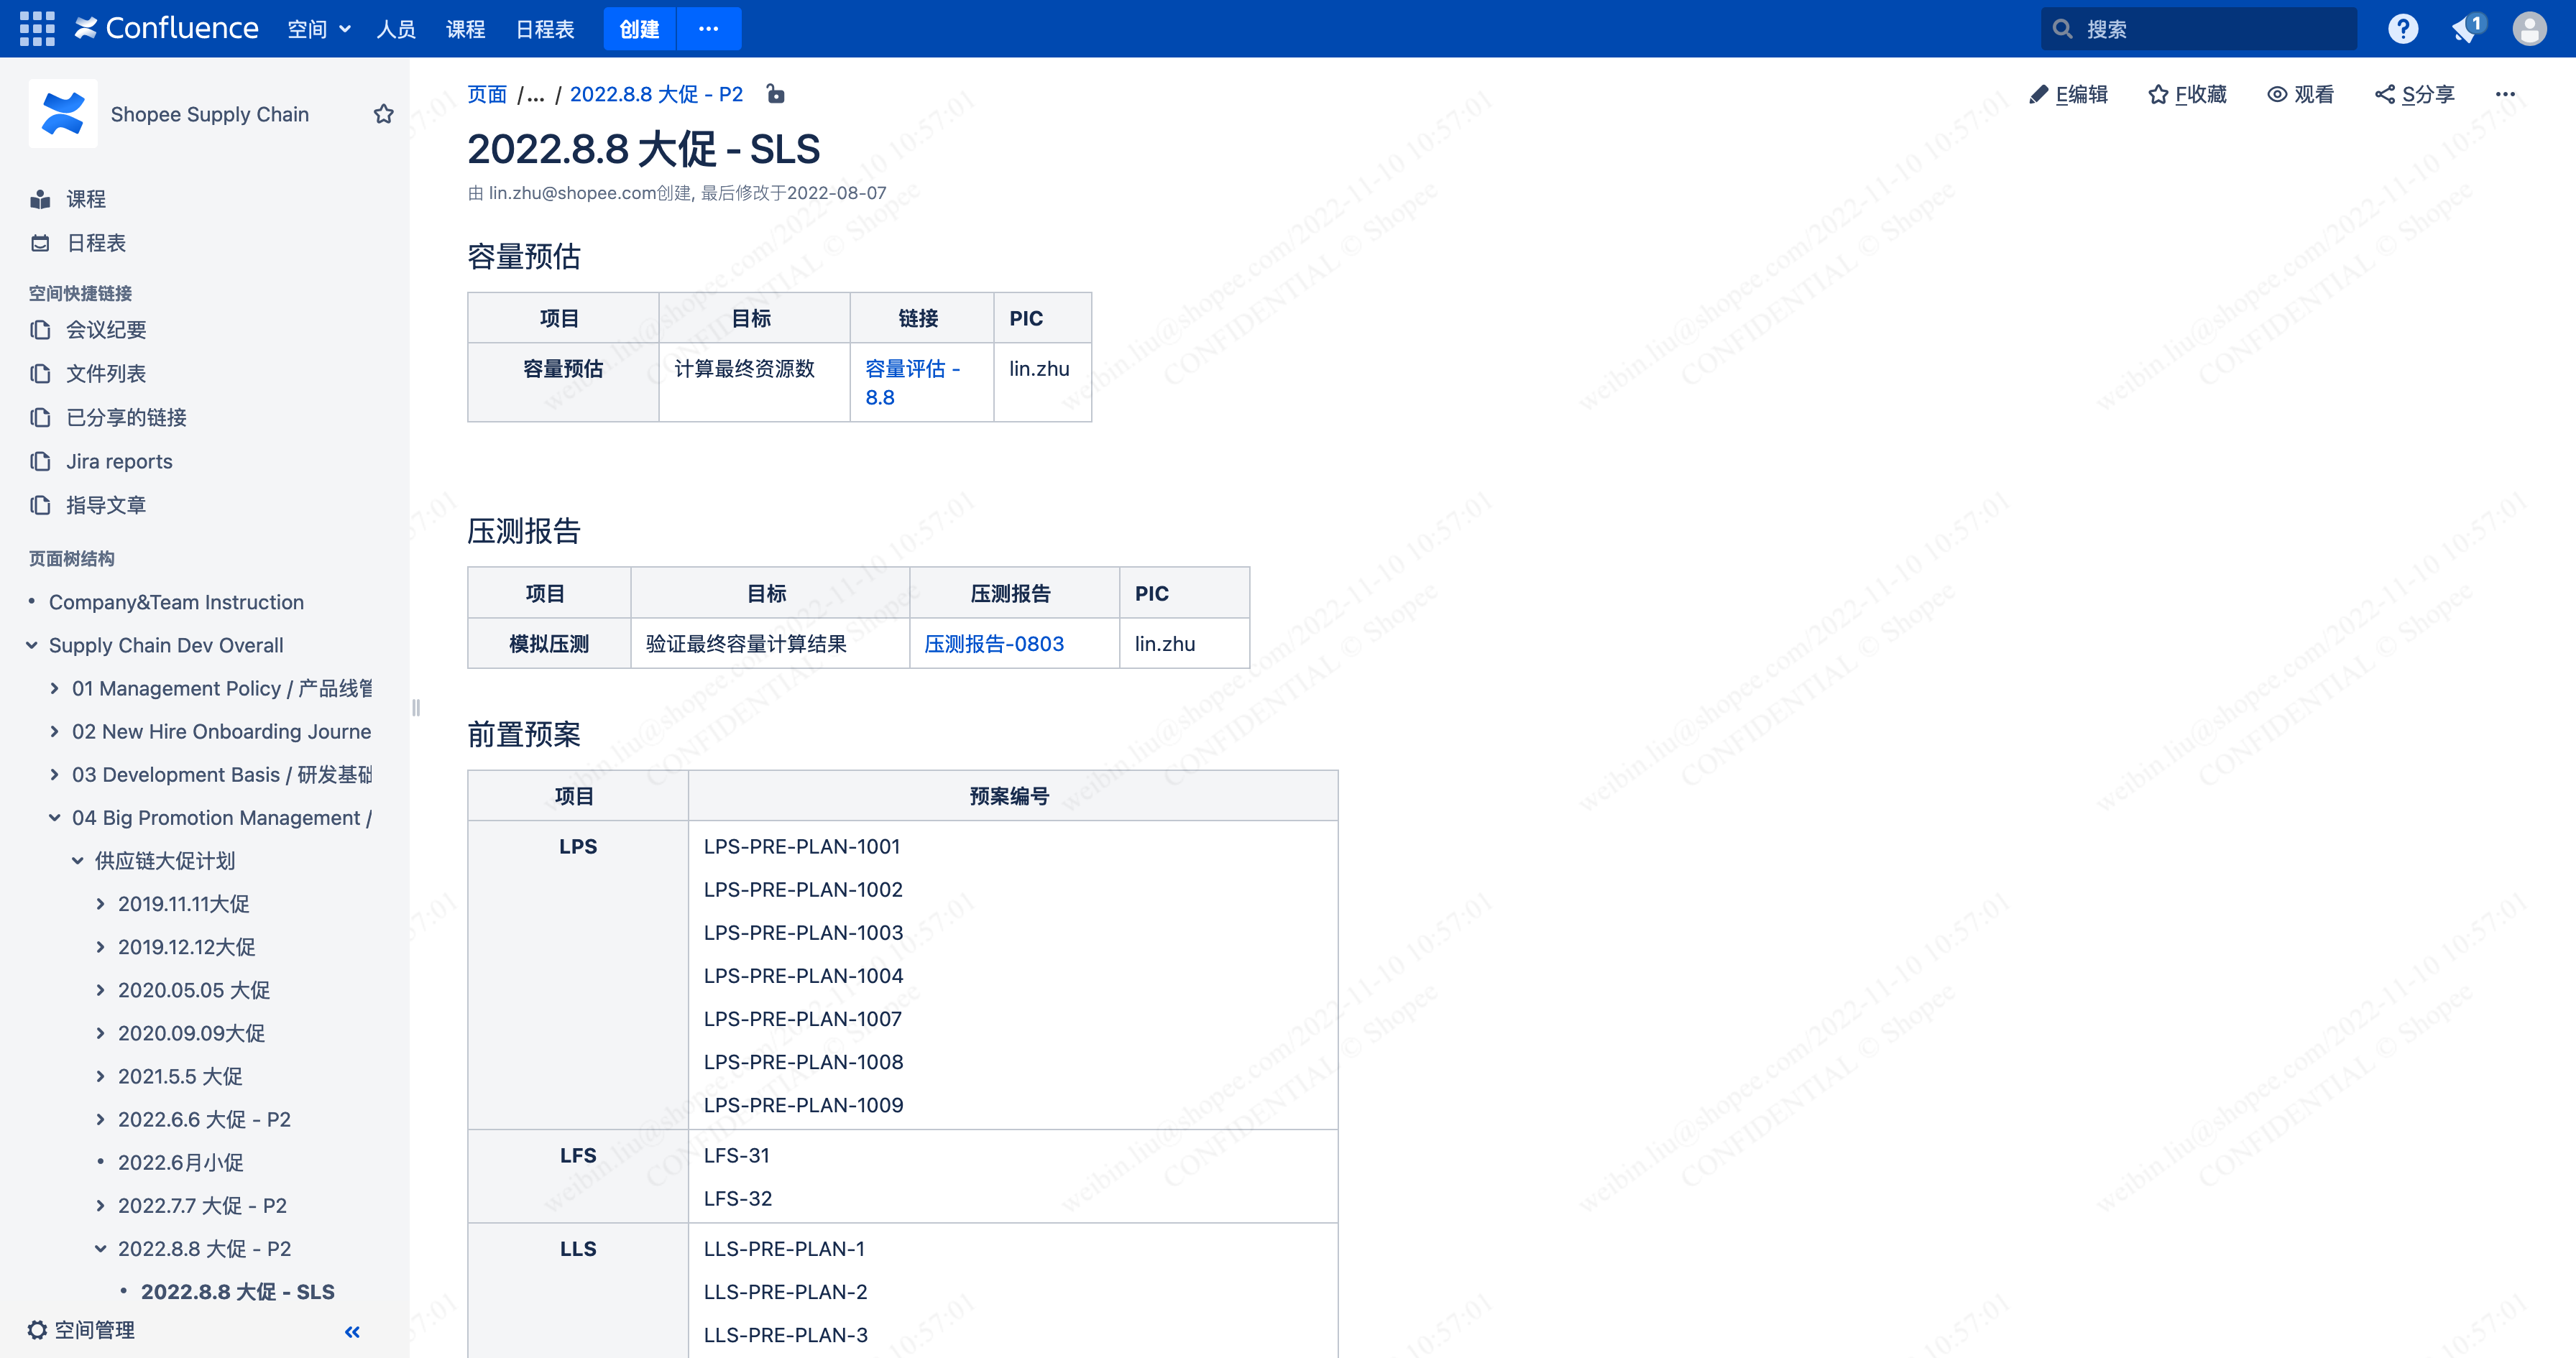 Confluence 空间 人员 课程 日程表 创建 ··· 搜索 1
Shopee Supply Chain
课程
日程表
空间快捷链接
会议纪要
文件列表
已分享的链接
Jira reports
指导文章
页面树结构
Company&Team Instruction
Supply Chain Dev Overall
01 Management Policy / 产品线管
02 New Hire Onboarding Journe
03 Development Basis / 研发基础
04 Big Promotion Management /
供应链大促计划
2019.11.11大促
2019.12.12大促
2020.05.05 大促
2020.09.09大促
2021.5.5 大促
2022.6.6 大促 - P2
2022.6月小促
2022.7.7 大促 - P2
2022.8.8 大促 - P2
2022.8.8 大促 - SLS
空间管理
页面 /... / 2022.8.8 大促 - P2
E编辑 F收藏 观看 S分享 ···
2022.8.8 大促 - SLS
由 lin.zhu@shopee.com创建, 最后修改于2022-08-07
容量预估
项目 目标 链接 PIC
容量预估 计算最终资源数 容量评估 - lin.zhu
8.8
压测报告
项目 目标 压测报告 PIC
模拟压测 验证最终容量计算结果 压测报告-0803 lin.zhu
前置预案
项目 预案编号
LPS LPS-PRE-PLAN-1001
LPS-PRE-PLAN-1002
LPS-PRE-PLAN-1003
LPS-PRE-PLAN-1004
LPS-PRE-PLAN-1007
LPS-PRE-PLAN-1008
LPS-PRE-PLAN-1009
LFS LFS-31
LFS-32
LLS LLS-PRE-PLAN-1
LLS-PRE-PLAN-2
LLS-PRE-PLAN-3
weibin.liu@shopee.com/2022-11-10 10:57:01
CONFIDENTIAL © Shopee